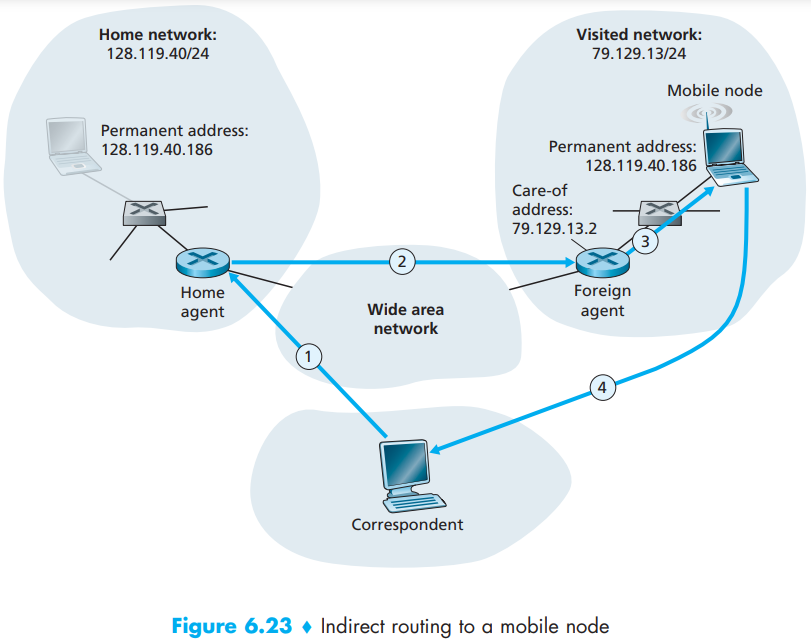 Home network:
128.119.40/24
Visited network:
79.129.13/24
Mobile node
Permanent address:
128.119.40.186
Permanent address:
128.119.40.186
Care-of
address:
79.129.13.2
3
2
Home
agent
Foreign
agent
Wide area
network
1
4
Correspondent
Figure 6.23 ♦ Indirect routing to a mobile node